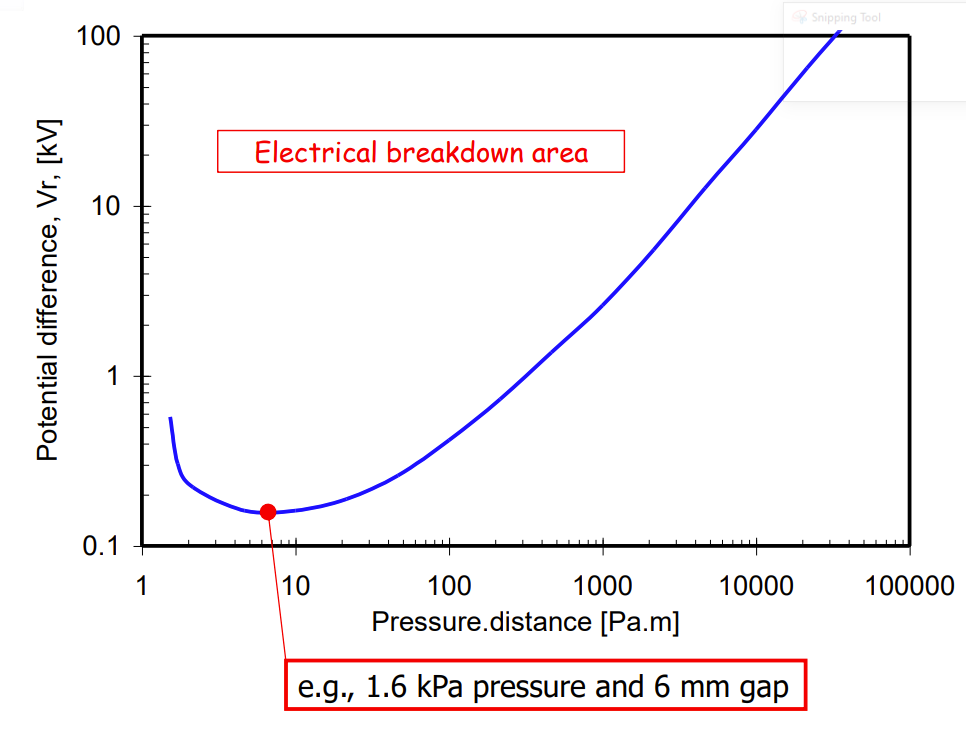 Snipping Tool
100
10
1
0.1
Potential difference, Vr, [kV]
Electrical breakdown area
1 10 100 1000 10000 100000
Pressure.distance [Pa.m]
e.g., 1.6 kPa pressure and 6 mm gap